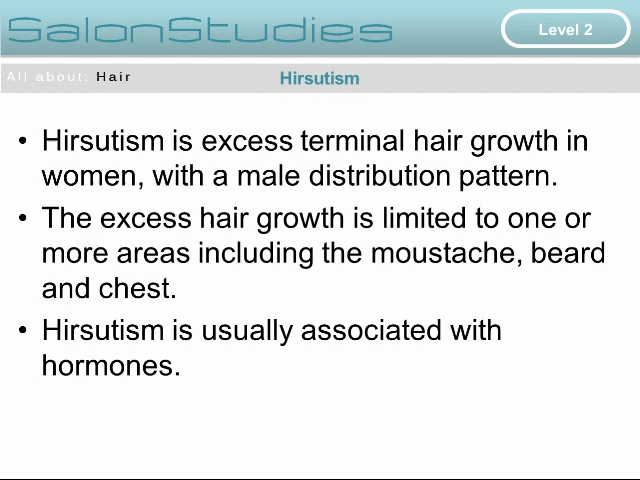 SalonStudies
Level 2
All about: Hair
Hirsutism
• Hirsutism is excess terminal hair growth in
women, with a male distribution pattern.
• The excess hair growth is limited to one or
more areas including the moustache, beard
and chest.
• Hirsutism is usually associated with
hormones.